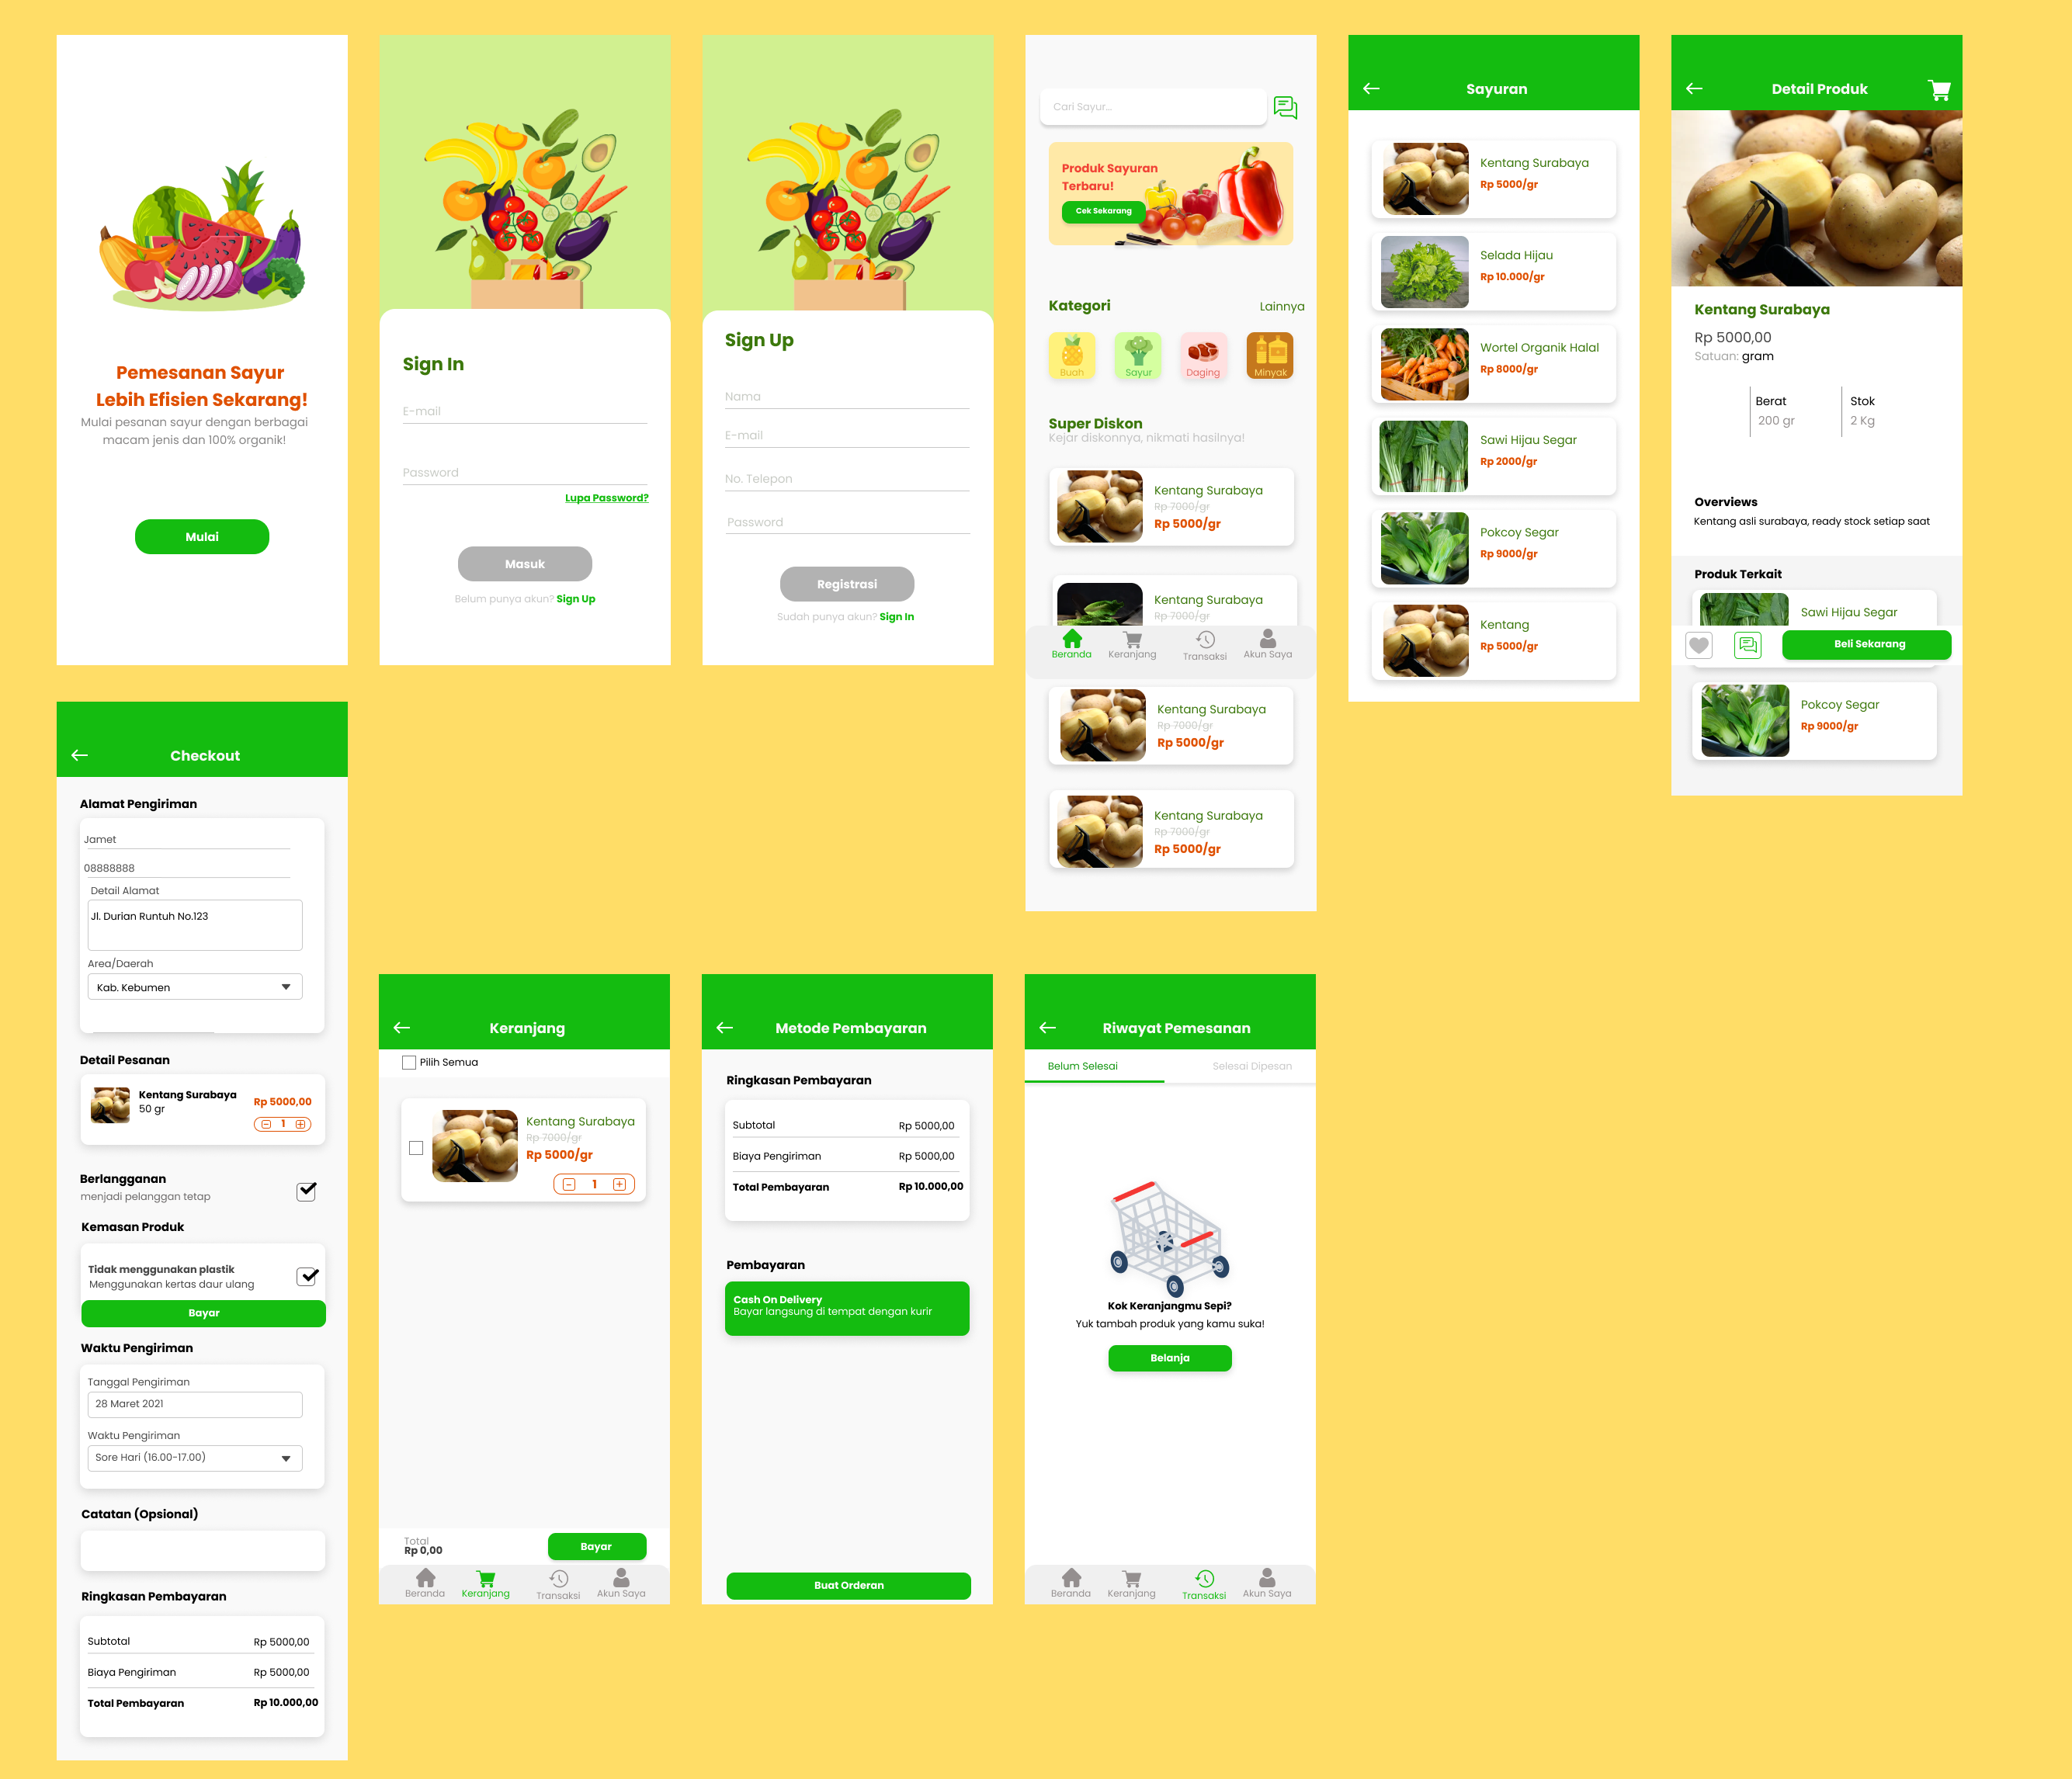 Pemesanan Sayur
Lebih Efisien Sekarang!
Mulai pesanan sayur dengan berbagai
macam jenis dan 100% organik!
Mulai
Sign In
E-mail
Password
Lupa Password?
Masuk
Belum punya akun? Sign Up
Sign Up
Nama
E-mail
No. Telepon
Password
Registrasi
Sudah punya akun? Sign In
Cari Sayur...
Produk Sayuran
Terbaru!
Cek Sekarang
Kategori
Lainnya
Buah
Sayur
Daging
Minyak
Super Diskon
Kejar diskonnya, nikmati hasilnya!
Kentang Surabaya
Rp 7000/gr
Rp 5000/gr
Kentang Surabaya
Rp 7000/gr
Beranda
Keranjang
Transaksi
Akun Saya
Kentang Surabaya
Rp 7000/gr
Rp 5000/gr
Kentang Surabaya
Rp 7000/gr
Rp 5000/gr
Sayuran
Kentang Surabaya
Rp 5000/gr
Selada Hijau
Rp 10.000/gr
Wortel Organik Halal
Rp 8000/gr
Sawi Hijau Segar
Rp 2000/gr
Pokcoy Segar
Rp 9000/gr
Kentang
Rp 5000/gr
Detail Produk
Kentang Surabaya
Rp 5000,00
Satuan: gram
Berat
200 gr
Stok
2 Kg
Overviews
Kentang asli surabaya, ready stock setiap saat
Produk Terkait
Sawi Hijau Segar
Beli Sekarang
Pokcoy Segar
Rp 9000/gr
Checkout
Alamat Pengiriman
Jamet
08888888
Detail Alamat
Jl. Durian Runtuh No.123
Area/Daerah
Kab. Kebumen
Detail Pesanan
Kentang Surabaya
50 gr
Rp 5000,00
1
Berlangganan
menjadi pelanggan tetap
Kemasan Produk
Tidak menggunakan plastik
Menggunakan kertas daur ulang
Bayar
Waktu Pengiriman
Tanggal Pengiriman
28 Maret 2021
Waktu Pengiriman
Sore Hari (16.00-17.00)
Catatan (Opsional)
Ringkasan Pembayaran
Subtotal
Rp 5000,00
Biaya Pengiriman
Rp 5000,00
Total Pembayaran
Rp 10.000,00
Keranjang
Pilih Semua
Kentang Surabaya
Rp 7000/gr
Rp 5000/gr
1
Total
Rp 0,00
Bayar
Beranda
Keranjang
Transaksi
Akun Saya
Metode Pembayaran
Ringkasan Pembayaran
Subtotal
Rp 5000,00
Biaya Pengiriman
Rp 5000,00
Total Pembayaran
Rp 10.000,00
Pembayaran
Cash On Delivery
Bayar langsung di tempat dengan kurir
Buat Orderan
Riwayat Pemesanan
Belum Selesai
Selesai Dipesan
Kok Keranjangmu Sepi?
Yuk tambah produk yang kamu suka!
Belanja
Beranda
Keranjang
Transaksi
Akun Saya